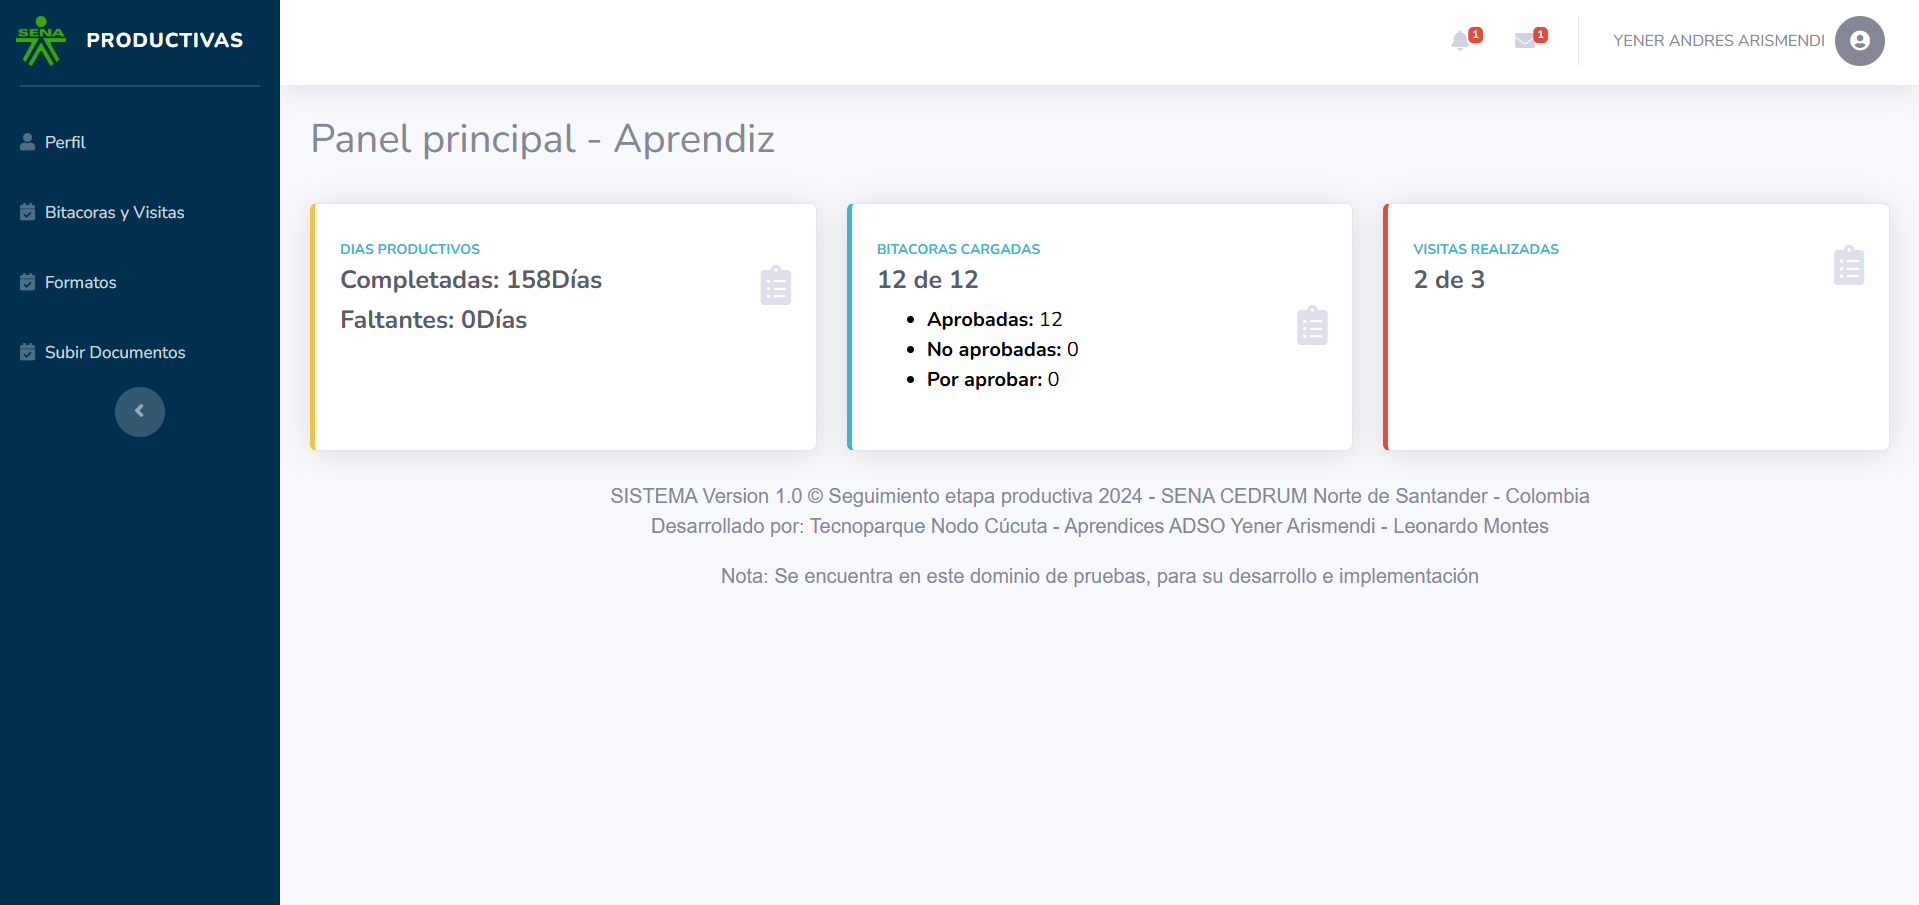 SENA
PRODUCTIVAS
1
1
YENER ANDRES ARISMENDI
Perfil
Bitacoras y Visitas
Formatos
Subir Documentos
Panel principal - Aprendiz
DIAS PRODUCTIVOS
Completadas: 158Días
Faltantes: 0Días
BITACORAS CARGADAS
12 de 12
Aprobadas: 12
No aprobadas: 0
Por aprobar: 0
VISITAS REALIZADAS
2 de 3
SISTEMA Version 1.0 © Seguimiento etapa productiva 2024 - SENA CEDRUM Norte de Santander - Colombia
Desarrollado por: Tecnoparque Nodo Cúcuta - Aprendices ADSO Yener Arismendi - Leonardo Montes
Nota: Se encuentra en este dominio de pruebas, para su desarrollo e implementación